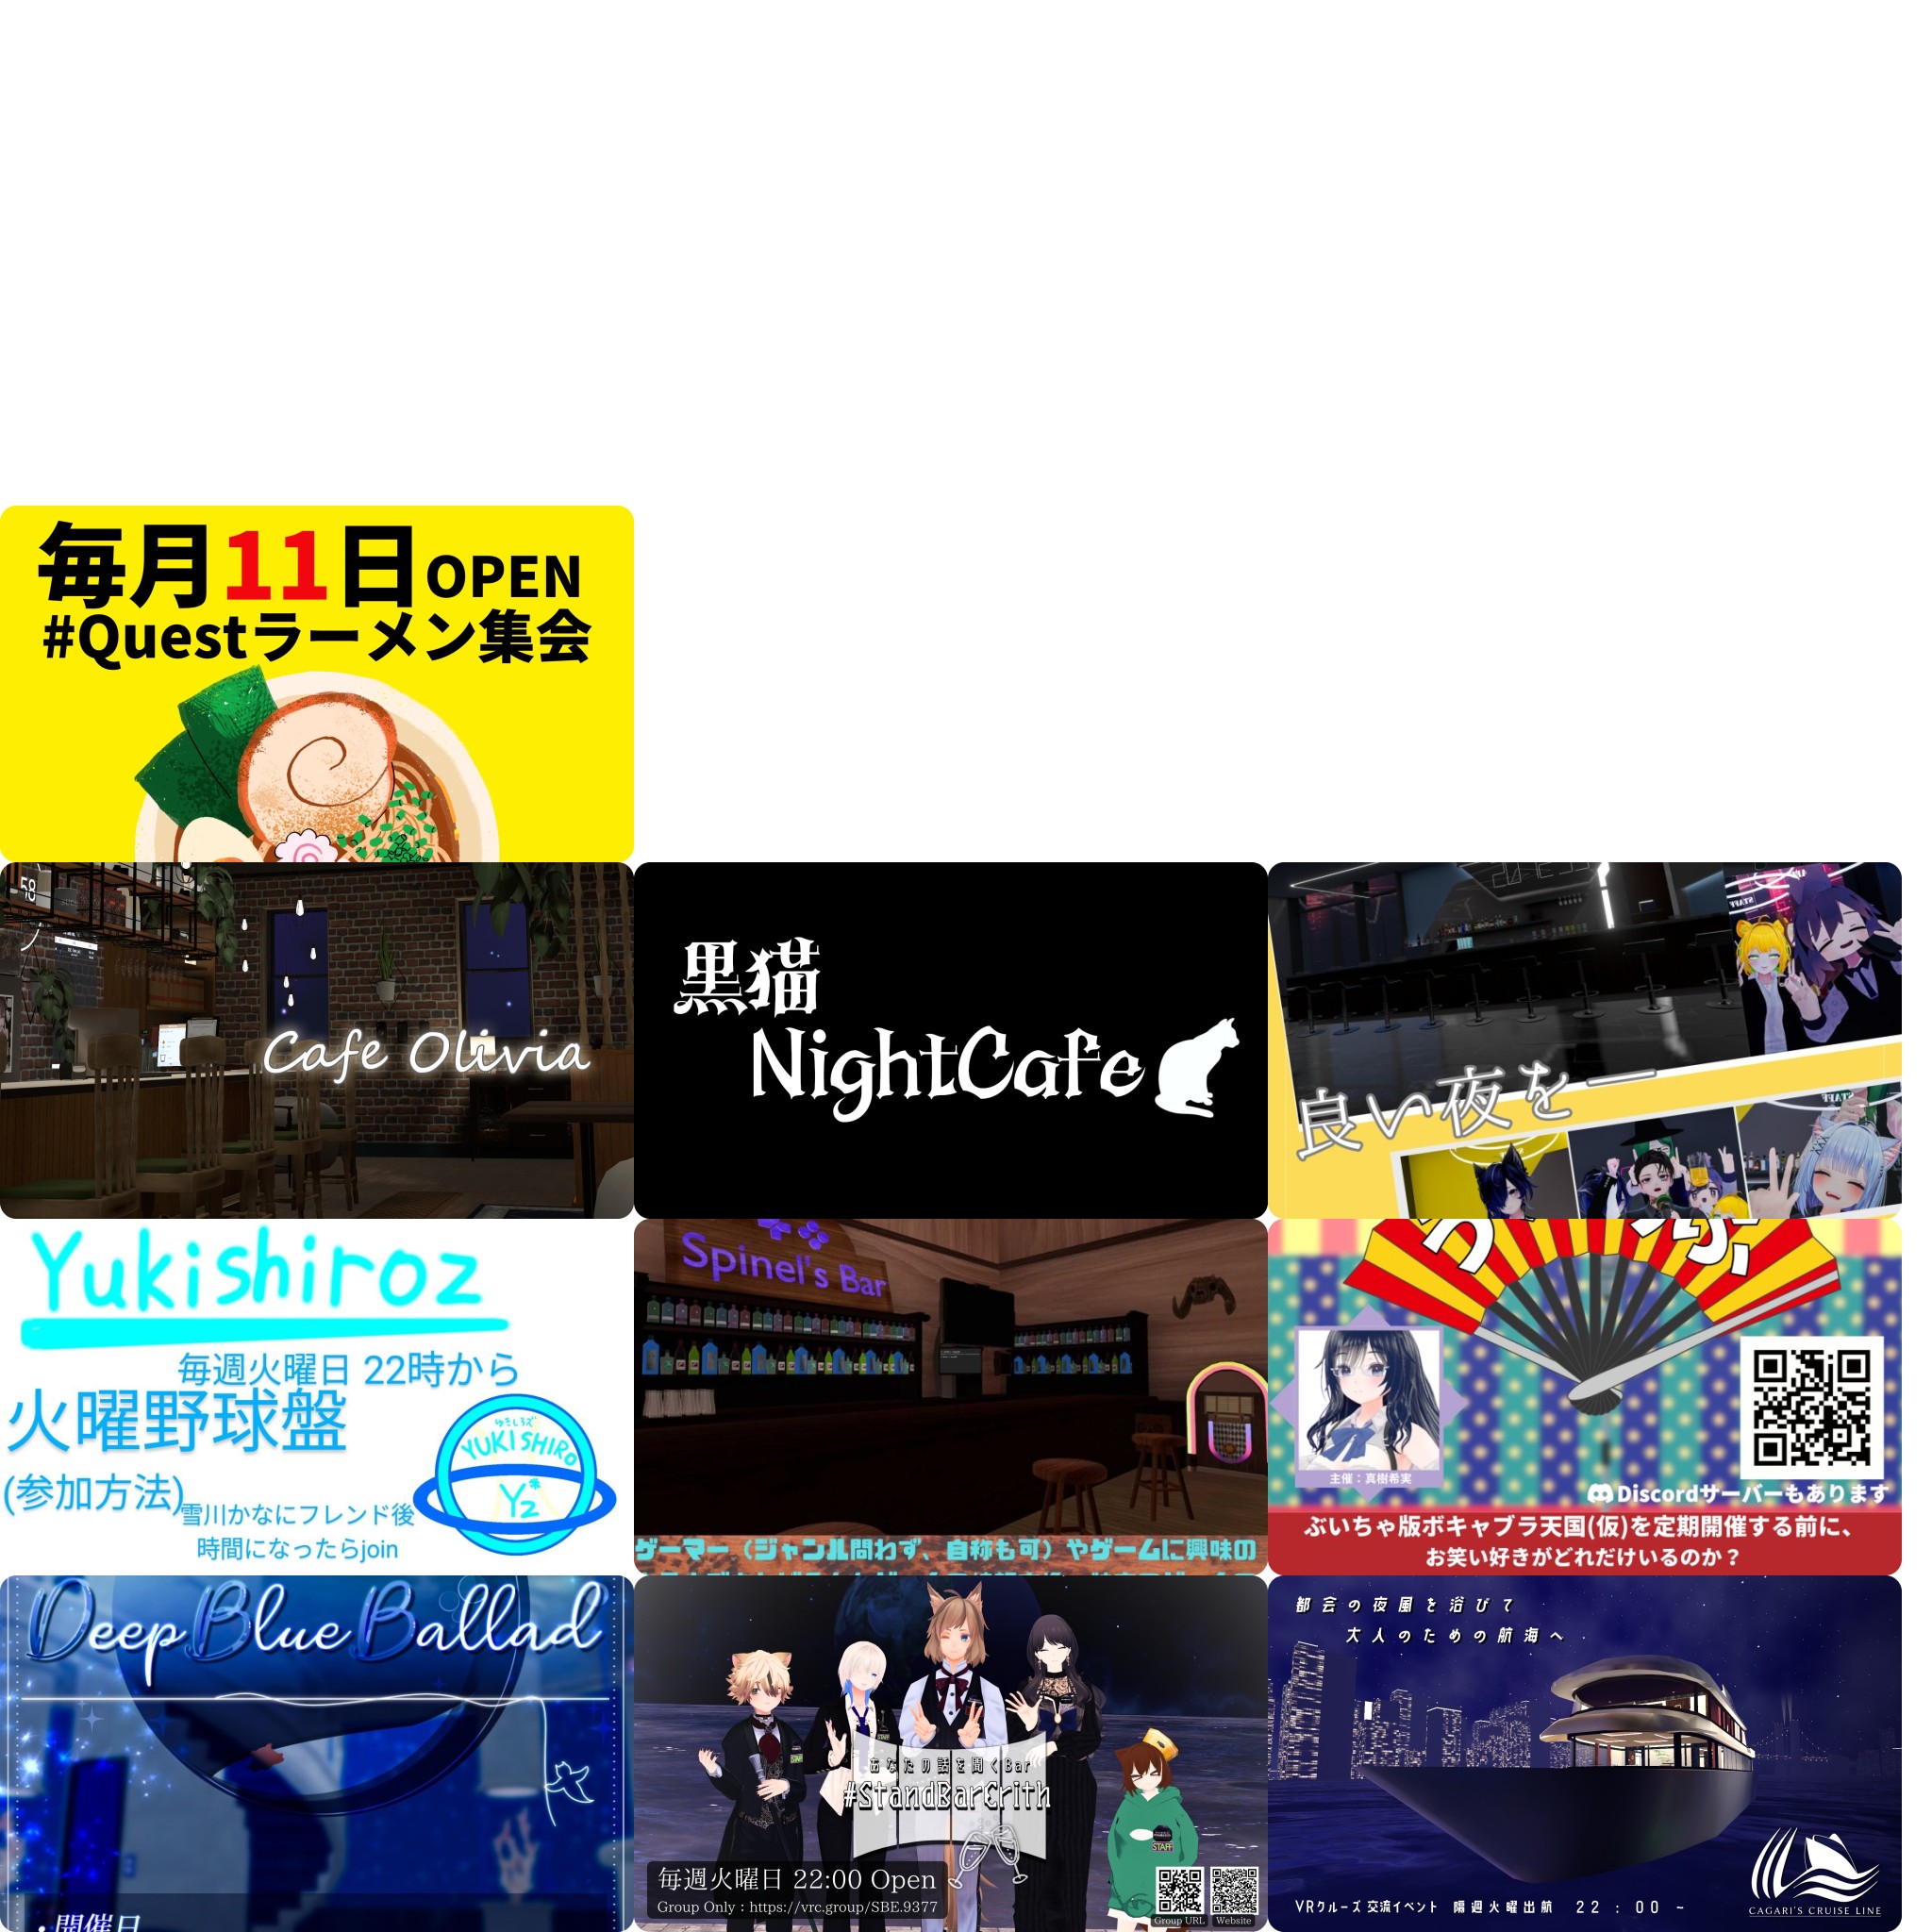 毎月11日OPEN
#Questラーメン集会
58
Cafe Olivia
黒猫
NightCafe
STAFF
良い夜を―
STAFF
Yukishiroz
毎週火曜日 22時から
火曜野球盤
(参加方法)
雪川かなにフレンド後
時間になったらjoin
ゆきしろズ
YUKISHIRO
Yz
Spinel's Bar
ゲーマー（ジャンル問わず、自称も可）やゲームに興味の
主催：真樹希実
Discordサーバーもあります
ぶいちゃ版ボキャブラ天国(仮)を定期開催する前に、
お笑い好きがどれだけいるのか？
Deep Blue Ballad
・開催日
あなたの話を聞くBar
#StandBarCrith
STAFF
毎週火曜日 22:00 Open
Group Only : https://vrc.group/SBE.9377
Group URL
Website
都会の夜風を浴びて
大人のための航海へ
VRクルーズ交流イベント 隔週火曜出航 22:00～
CAGARI'S CRUISE LINE